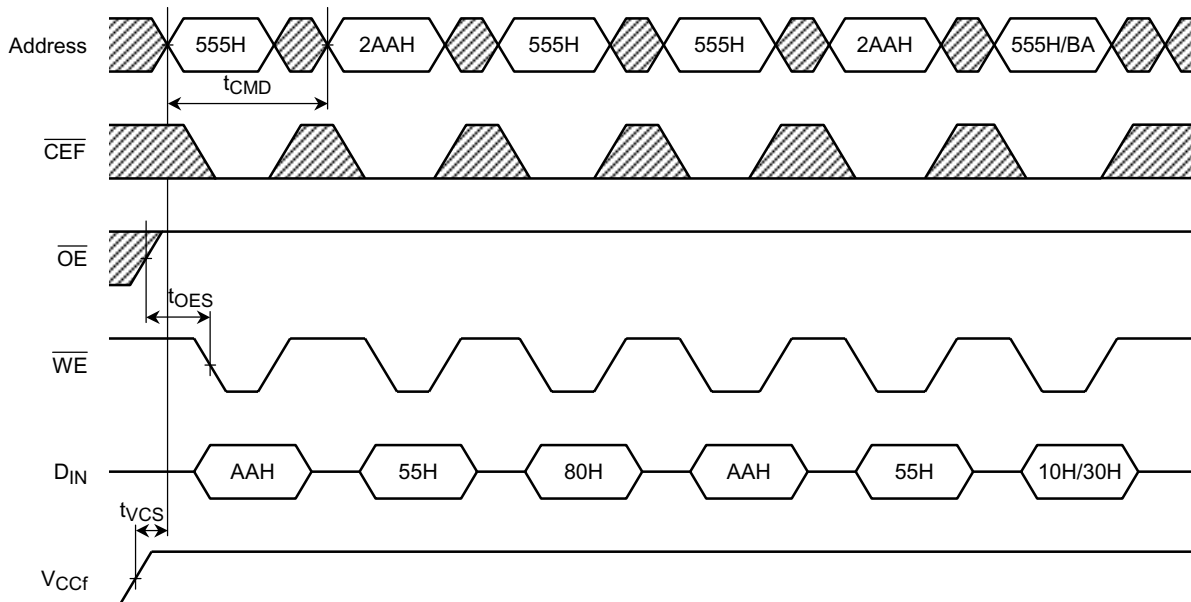 Address 555H 2AAH 555H 555H 2AAH 555H/BA
tCMD
CEF
OE
tOES
WE
DIN AAH 55H 80H AAH 55H 10H/30H
tVCS
VCCf